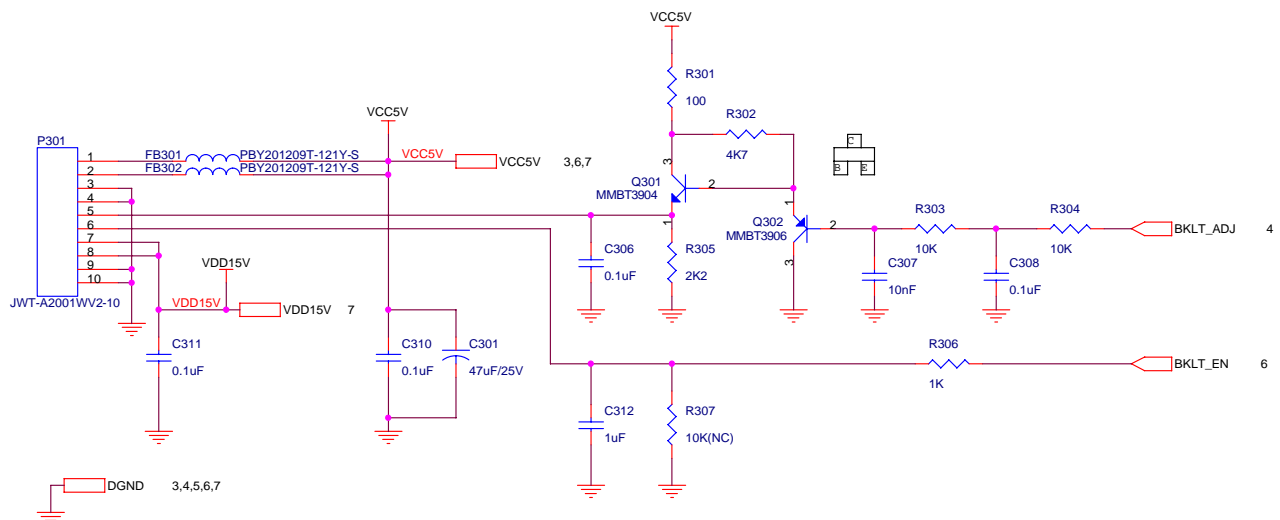 VCC5V
R301
100
R302
4K7
VCC5V
P301
C
1 FB301 PBY201209T-121Y-S VCC5V VCC5V 3,6,7
2 FB302 PBY201209T-121Y-S
B E
3
3
4
Q301
MMBT3904
2
5
1
1
Q302
MMBT3906
2
3
R303
10K
R304
10K
BKLT_ADJ 4
6
7
8
9
10
JWT-A2001WV2-10
C306
0.1uF
R305
2K2
C307
10nF
C308
0.1uF
VDD15V
VDD15V VDD15V 7
C311
0.1uF
C310
0.1uF
C301
47uF/25V
R306
1K
BKLT_EN 6
C312
1uF
R307
10K(NC)
DGND 3,4,5,6,7